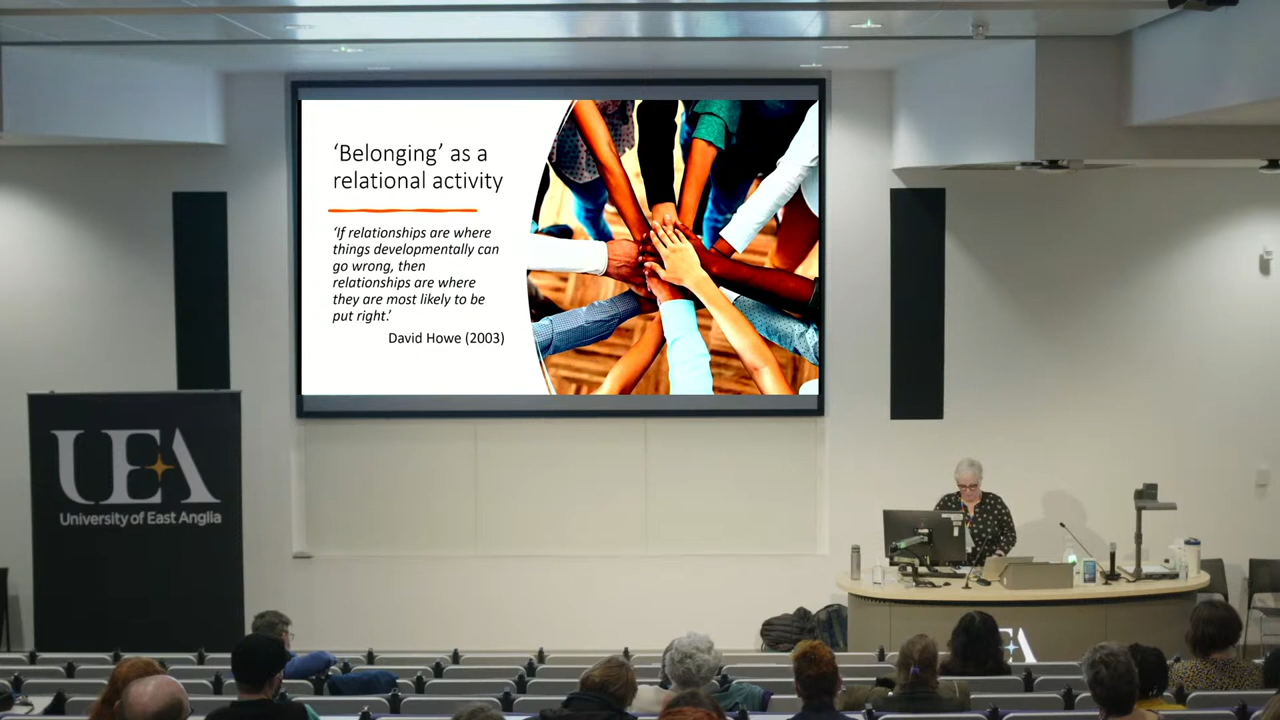 ‘Belonging’ as a
relational activity
‘If relationships are where
things developmentally can
go wrong, then
relationships are where
they are most likely to be
put right.’
David Howe (2003)
UEA
University of East Anglia